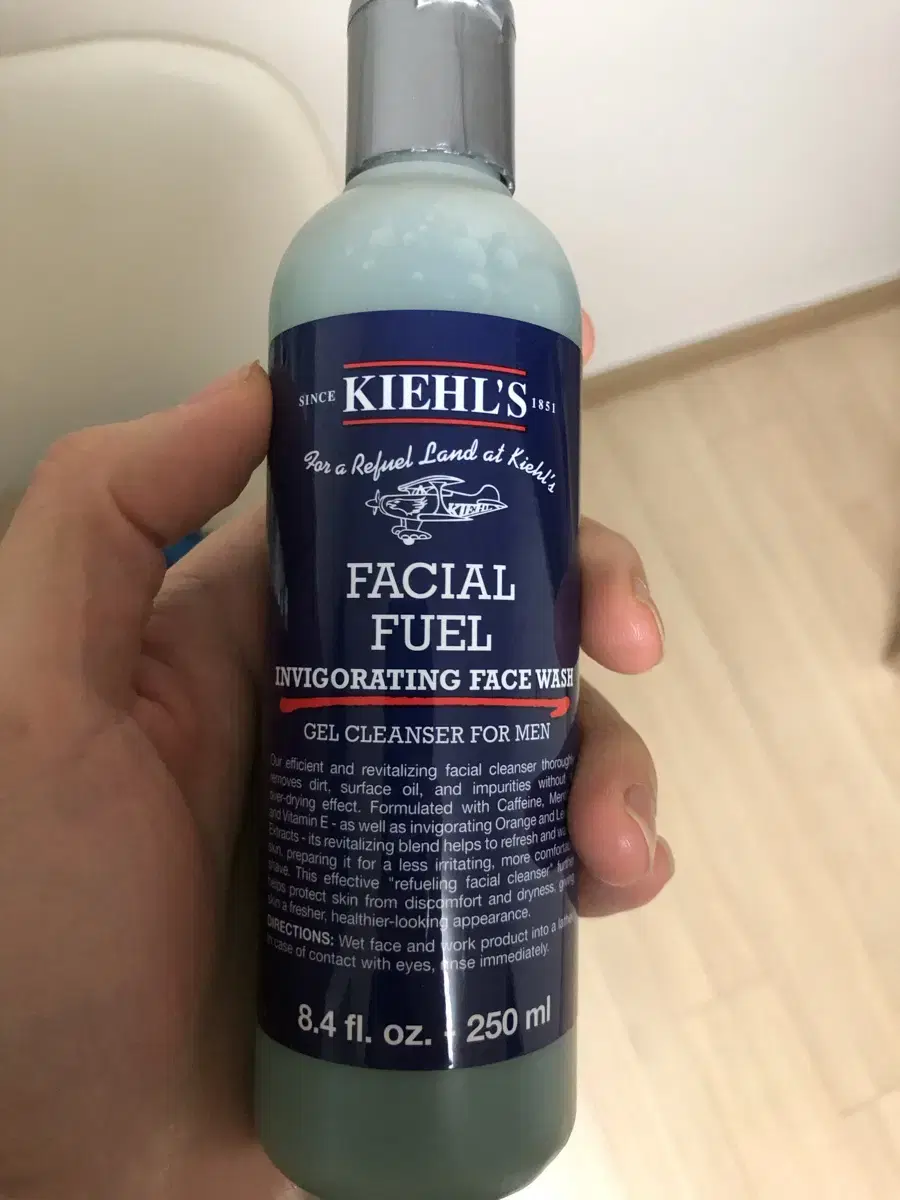 SINCE KIEHL'S 1851
For a Refuel Land at Kiehl's
KIEHL
FACIAL
FUEL
INVIGORATING FACE WASH
GEL CLEANSER FOR MEN
Our efficient and revitalizing facial cleanser
removes dirt, surface oil, and impurities without
over-drying effect. Formulated with Caffeine,
and Vitamin E - as well as invigorating Orange and
Extracts - its revitalizing blend helps to refresh and
skin, preparing it for a less irritating, more
shave. This effective "refueling facial cleanser"
helps protect skin from discomfort and dryness,
skin a fresher, healthier-looking appearance.
DIRECTIONS: Wet face and work product into a lather.
In case of contact with eyes, rinse immediately.
8.4 fl. oz. - 250 ml